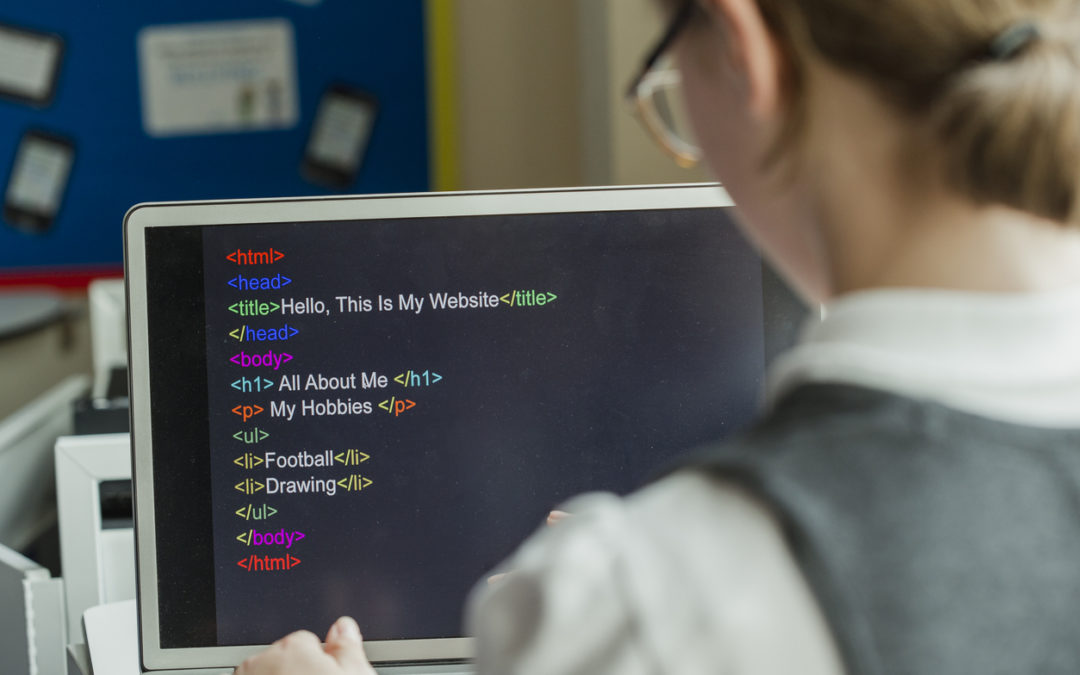 <html>
<head>
<title>Hello, This Is My Website</title>
</head>
<body>
<h1> All About Me </h1>
<p> My Hobbies </p>
<ul>
<li>Football</li>
<li>Drawing</li>
</ul>
</body>
</html>